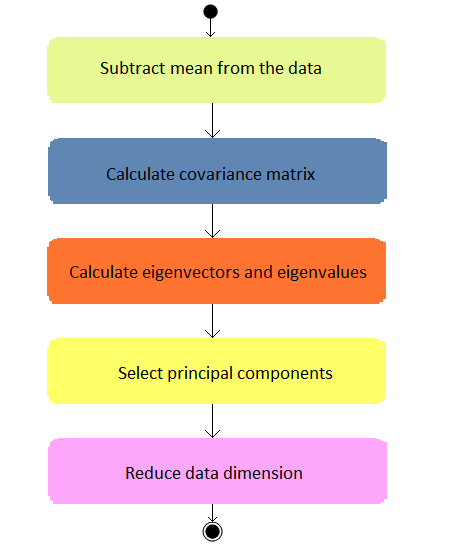 Subtract mean from the data
Calculate covariance matrix
Calculate eigenvectors and eigenvalues
Select principal components
Reduce data dimension